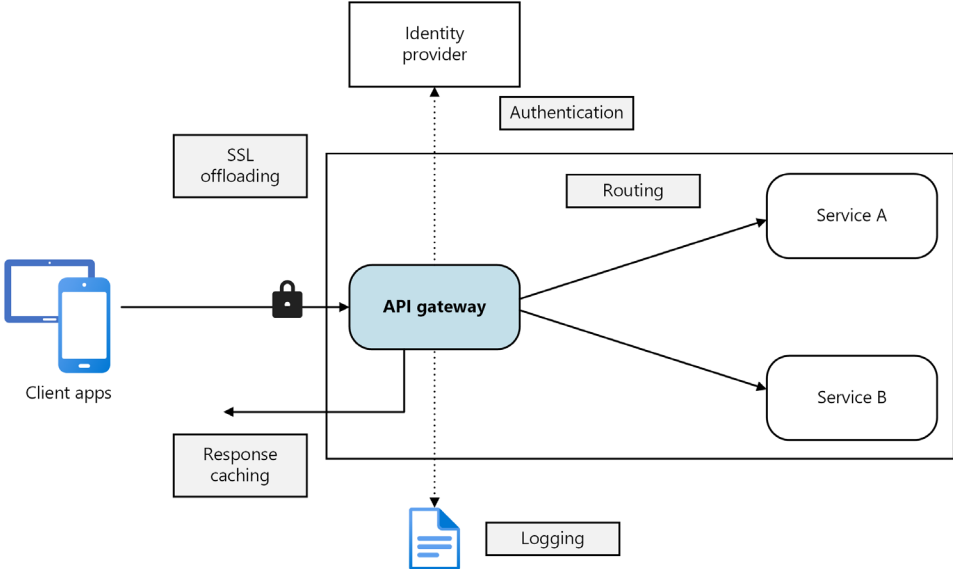 Identity
provider
Authentication
SSL
offloading
Routing
Service A
API gateway
Client apps
Service B
Response
caching
Logging